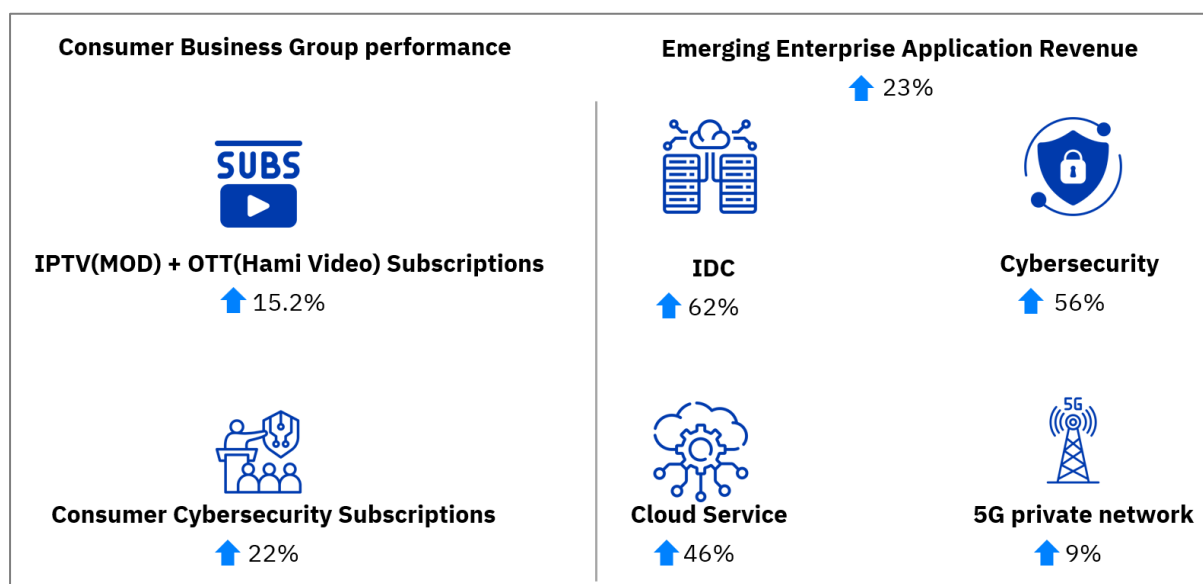 Consumer Business Group performance
SUBS
IPTV(MOD) + OTT(Hami Video) Subscriptions
15.2%
Consumer Cybersecurity Subscriptions
22%
Emerging Enterprise Application Revenue
23%
IDC
62%
Cybersecurity
56%
Cloud Service
46%
5G
5G private network
9%